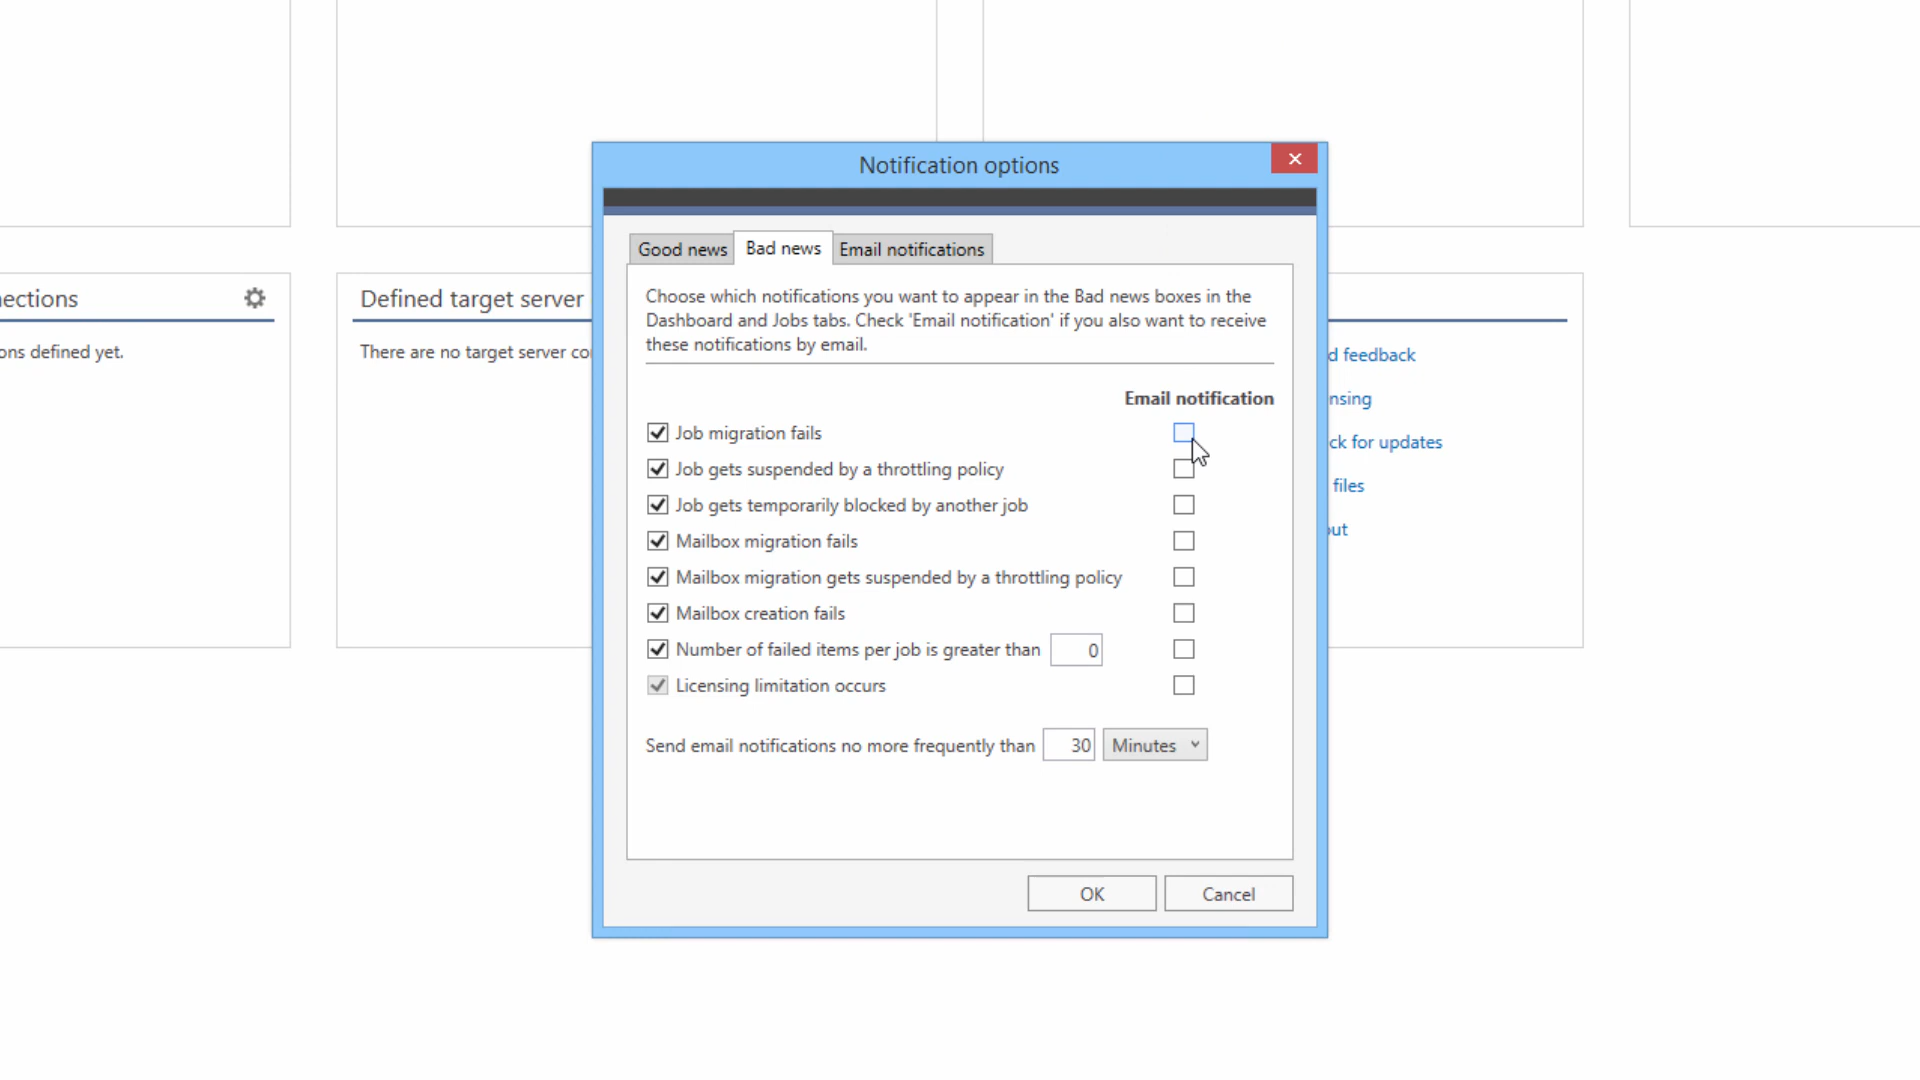 Notification options
Good news
Bad news
Email notifications
Choose which notifications you want to appear in the Bad news boxes in the
Dashboard and Jobs tabs. Check 'Email notification' if you also want to receive
these notifications by email.
Email notification
Job migration fails
Job gets suspended by a throttling policy
Job gets temporarily blocked by another job
Mailbox migration fails
Mailbox migration gets suspended by a throttling policy
Mailbox creation fails
Number of failed items per job is greater than 0
Licensing limitation occurs
Send email notifications no more frequently than 30 Minutes
OK
Cancel
ections
ons defined yet.
Defined target server
There are no target server co
d feedback
nsing
ck for updates
files
out